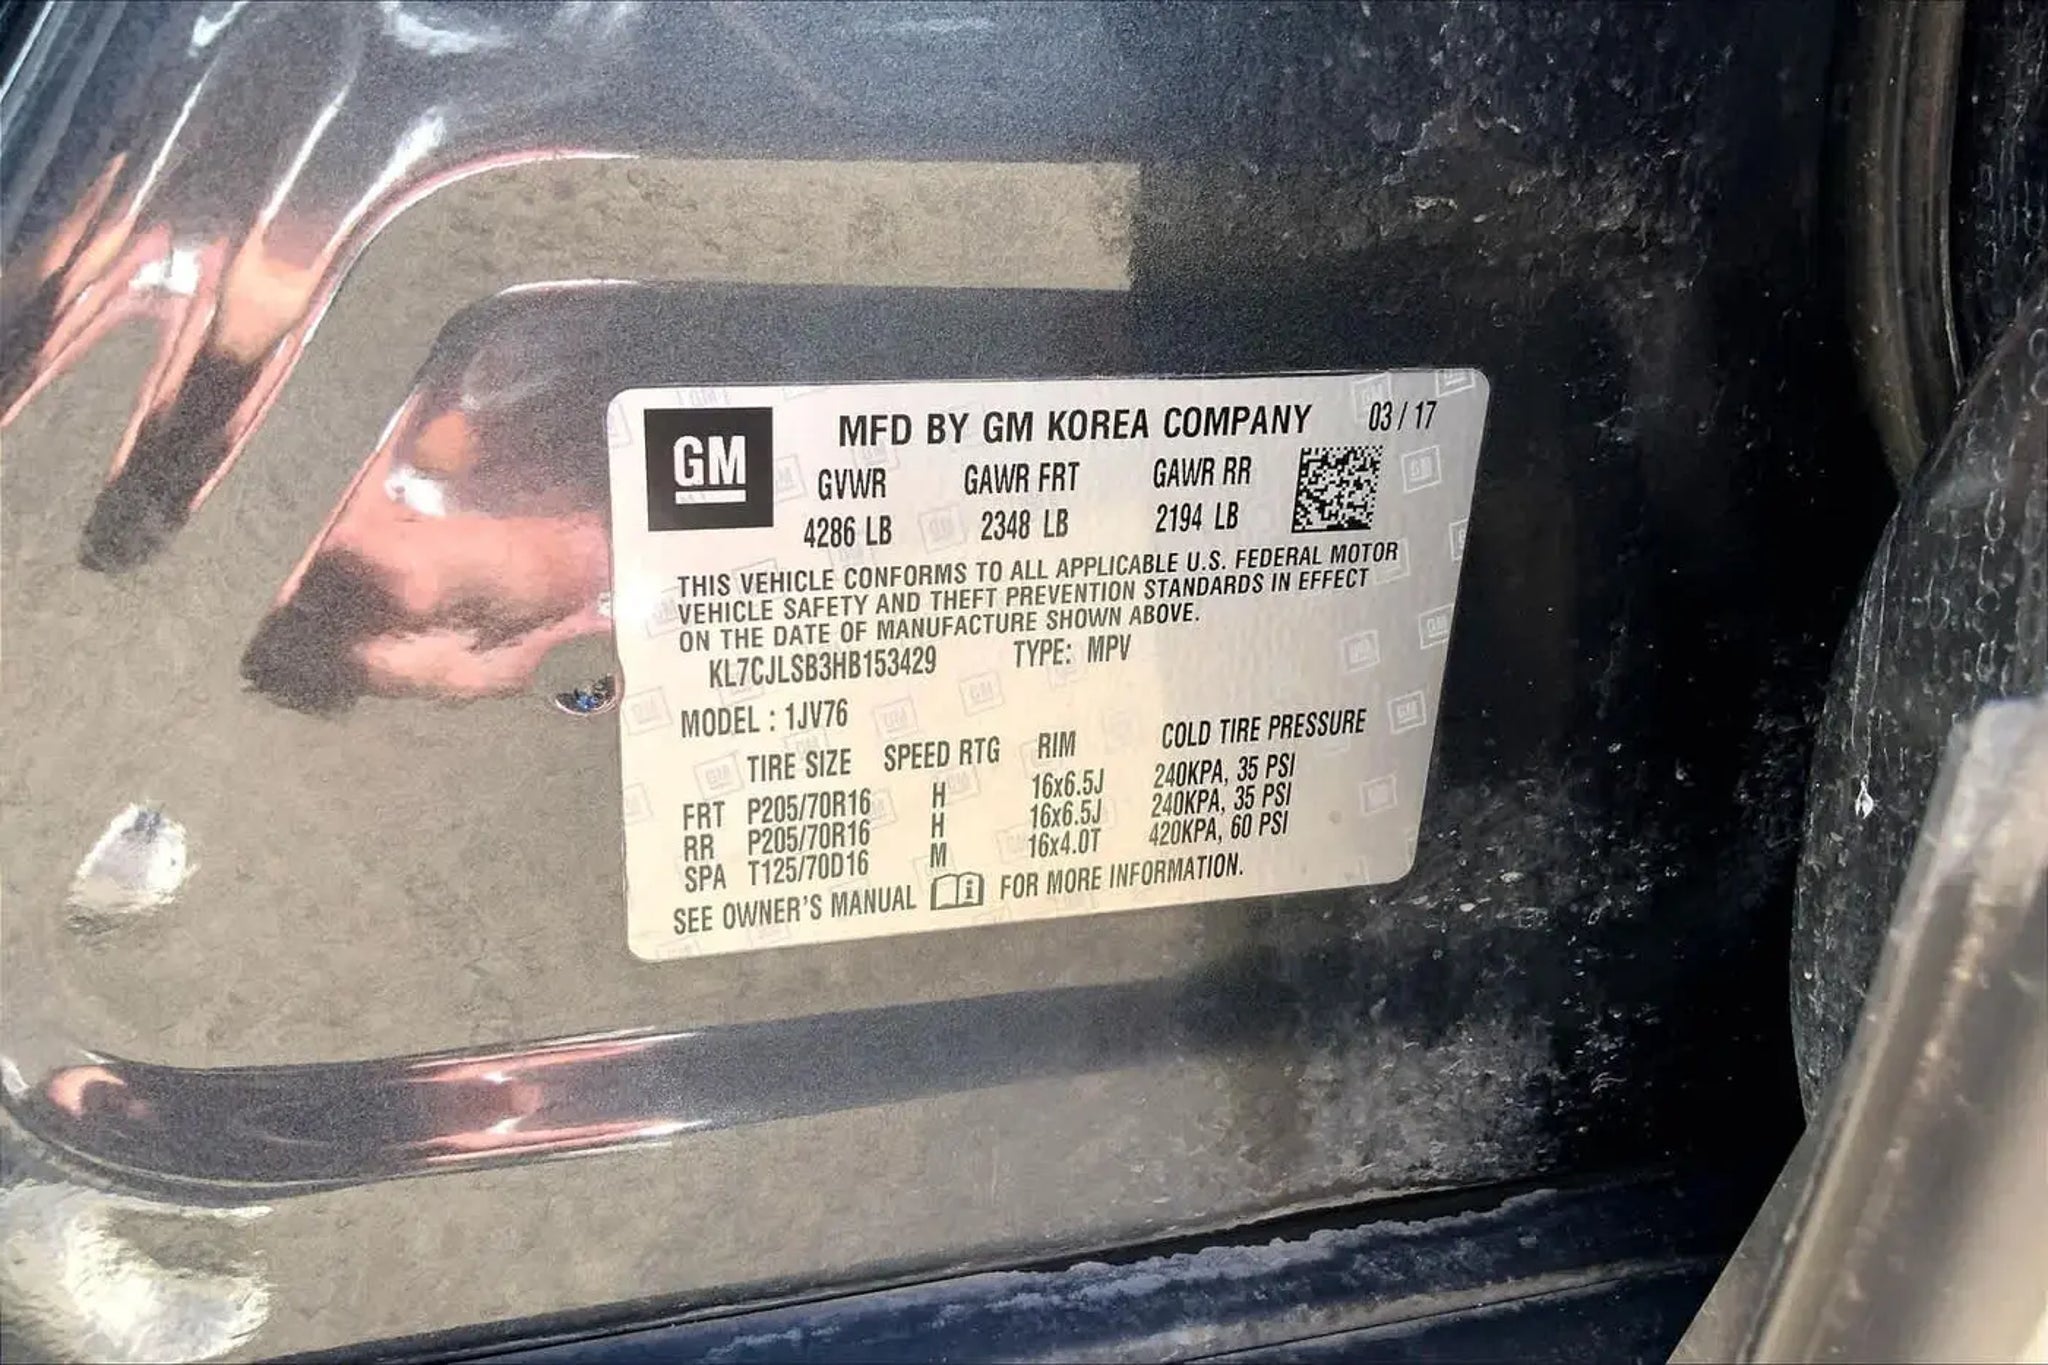 GM
MFD BY GM KOREA COMPANY 03 / 17
GVWR GAWR FRT GAWR RR
4286 LB 2348 LB 2194 LB
THIS VEHICLE CONFORMS TO ALL APPLICABLE U.S. FEDERAL MOTOR
VEHICLE SAFETY AND THEFT PREVENTION STANDARDS IN EFFECT
ON THE DATE OF MANUFACTURE SHOWN ABOVE.
KL7CJLSB3HB153429 TYPE: MPV
MODEL : 1JV76
TIRE SIZE SPEED RTG RIM COLD TIRE PRESSURE
FRT P205/70R16 H 16x6.5J 240KPA, 35 PSI
RR P205/70R16 H 16x6.5J 240KPA, 35 PSI
SPA T125/70D16 M 16x4.0T 420KPA, 60 PSI
SEE OWNER'S MANUAL FOR MORE INFORMATION.